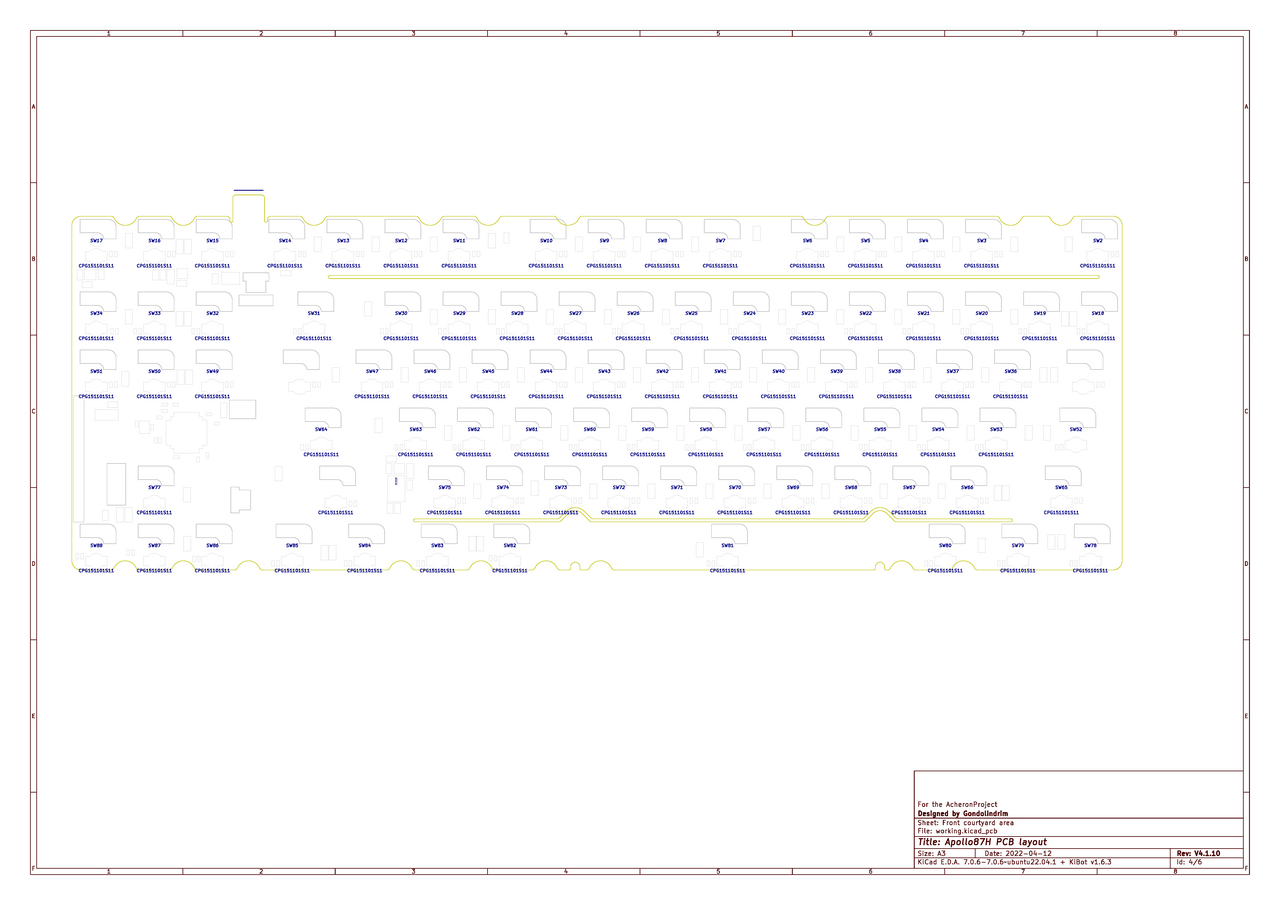 1 2 3 4 5 6 7 8
A A
SW17 SW16 SW15 SW14 SW13 SW12 SW11 SW10 SW9 SW8 SW7 SW6 SW5 SW4 SW3 SW2
B B
CPG151101S11 CPG151101S11 CPG151101S11 CPG151101S11 CPG151101S11 CPG151101S11 CPG151101S11 CPG151101S11 CPG151101S11 CPG151101S11 CPG151101S11 CPG151101S11 CPG151101S11 CPG151101S11 CPG151101S11 CPG151101S11
SW34 SW33 SW32 SW31 SW30 SW29 SW28 SW27 SW26 SW25 SW24 SW23 SW22 SW21 SW20 SW19 SW18
CPG151101S11 CPG151101S11 CPG151101S11 CPG151101S11 CPG151101S11 CPG151101S11 CPG151101S11 CPG151101S11 CPG151101S11 CPG151101S11 CPG151101S11 CPG151101S11 CPG151101S11 CPG151101S11 CPG151101S11 CPG151101S11 CPG151101S11
SW51 SW50 SW49 SW47 SW46 SW45 SW44 SW43 SW42 SW41 SW40 SW39 SW38 SW37 SW36
CPG151101S11 CPG151101S11 CPG151101S11 CPG151101S11 CPG151101S11 CPG151101S11 CPG151101S11 CPG151101S11 CPG151101S11 CPG151101S11 CPG151101S11 CPG151101S11 CPG151101S11 CPG151101S11 CPG151101S11
C C
SW64 SW63 SW62 SW61 SW60 SW59 SW58 SW57 SW56 SW55 SW54 SW53 SW52
CPG151101S11 CPG151101S11 CPG151101S11 CPG151101S11 CPG151101S11 CPG151101S11 CPG151101S11 CPG151101S11 CPG151101S11 CPG151101S11 CPG151101S11 CPG151101S11
SW77 SW75 SW74 SW73 SW72 SW71 SW70 SW69 SW68 SW67 SW66 SW65
CPG151101S11 CPG151101S11 CPG151101S11 CPG151101S11 CPG151101S11 CPG151101S11 CPG151101S11 CPG151101S11 CPG151101S11 CPG151101S11 CPG151101S11 CPG151101S11 CPG151101S11
SW88 SW87 SW86 SW85 SW84 SW83 SW82 SW81 SW80 SW79 SW78
D D
CPG151101S11 CPG151101S11 CPG151101S11 CPG151101S11 CPG151101S11 CPG151101S11 CPG151101S11 CPG151101S11 CPG151101S11 CPG151101S11 CPG151101S11
E E
For the AcheronProject
Designed by Gondolindrim
Sheet: Front courtyard area
File: working.kicad_pcb
Title: Apollo87H PCB layout
Size: A3 Date: 2022-04-12 Rev: V4.1.10
KiCad E.D.A. 7.0.6-7.0.6~ubuntu22.04.1 + KiBot v1.6.3 Id: 4/6
F F
1 2 3 4 5 6 7 8